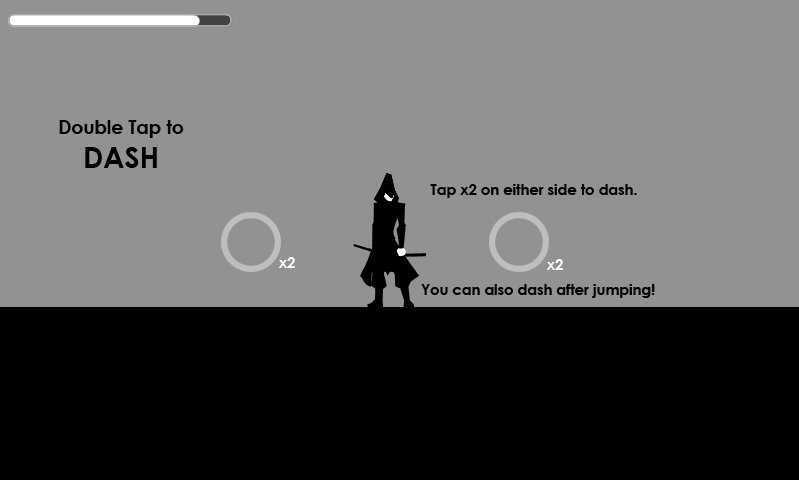 Double Tap to
DASH
Tap x2 on either side to dash.
x2
x2
You can also dash after jumping!